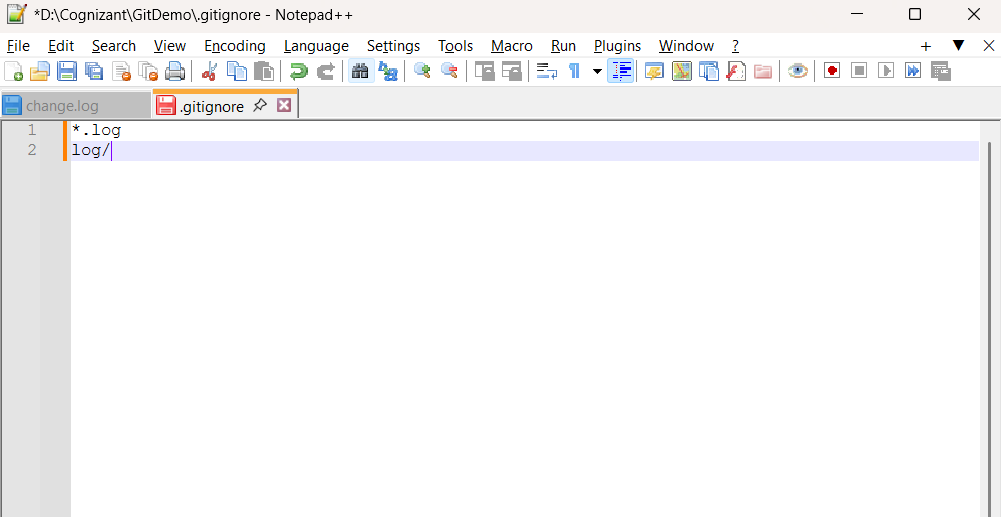 *D:\Cognizant\GitDemo\.gitignore - Notepad++
File Edit Search View Encoding Language Settings Tools Macro Run Plugins Window ?
change.log .gitignore
1 *.log
2 log/